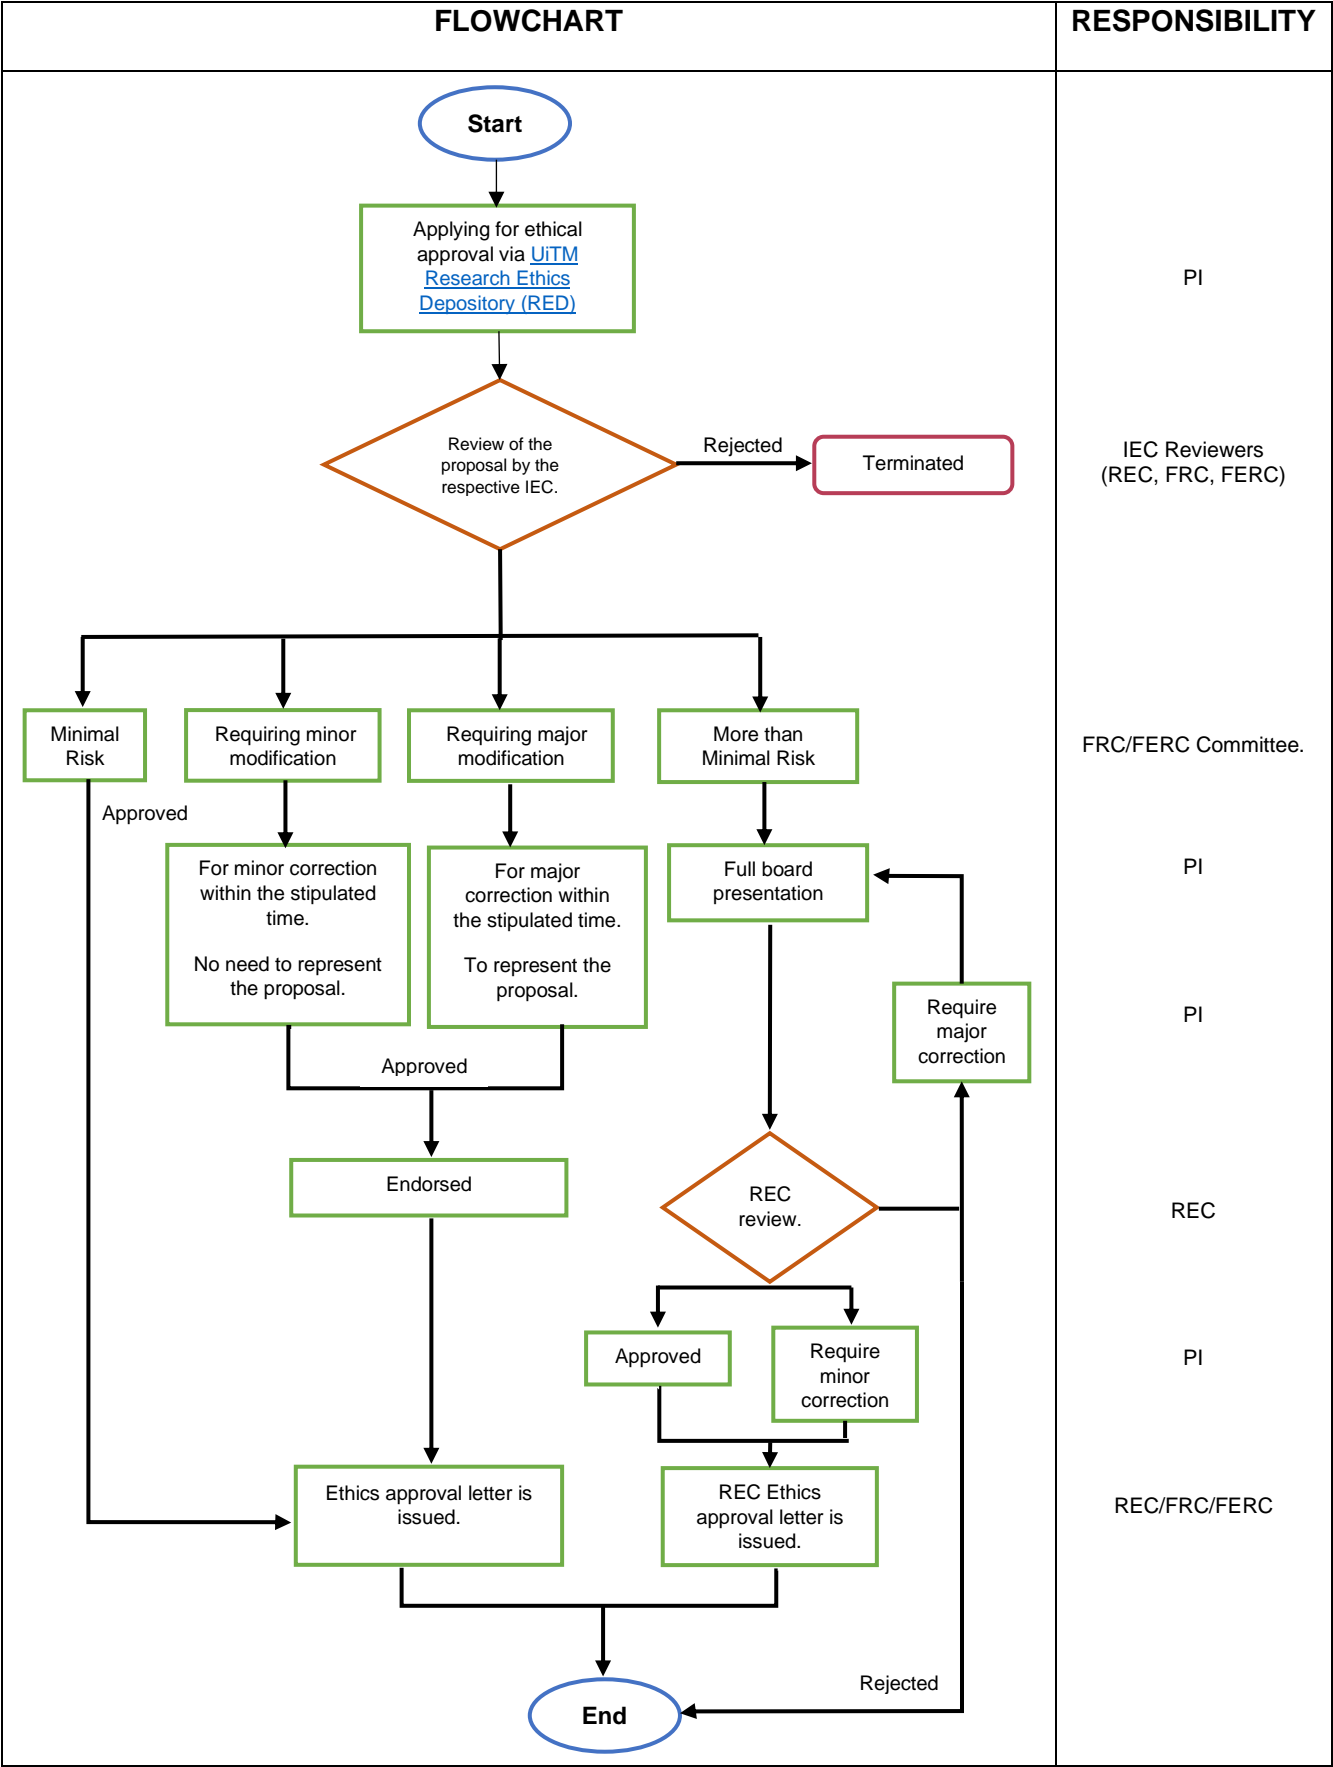 FLOWCHART
RESPONSIBILITY
Start
Applying for ethical
approval via UiTM
Research Ethics
Depository (RED)
PI
Review of the
proposal by the
respective IEC.
Rejected
Terminated
IEC Reviewers
(REC, FRC, FERC)
Minimal
Risk
Requiring minor
modification
Requiring major
modification
More than
Minimal Risk
FRC/FERC Committee.
Approved
For minor correction
within the stipulated
time.
No need to represent
the proposal.
For major
correction within
the stipulated time.
To represent the
proposal.
Full board
presentation
PI
Require
major
correction
PI
Approved
Endorsed
REC
review.
REC
Approved
Require
minor
correction
PI
Ethics approval letter is
issued.
REC Ethics
approval letter is
issued.
REC/FRC/FERC
Rejected
End